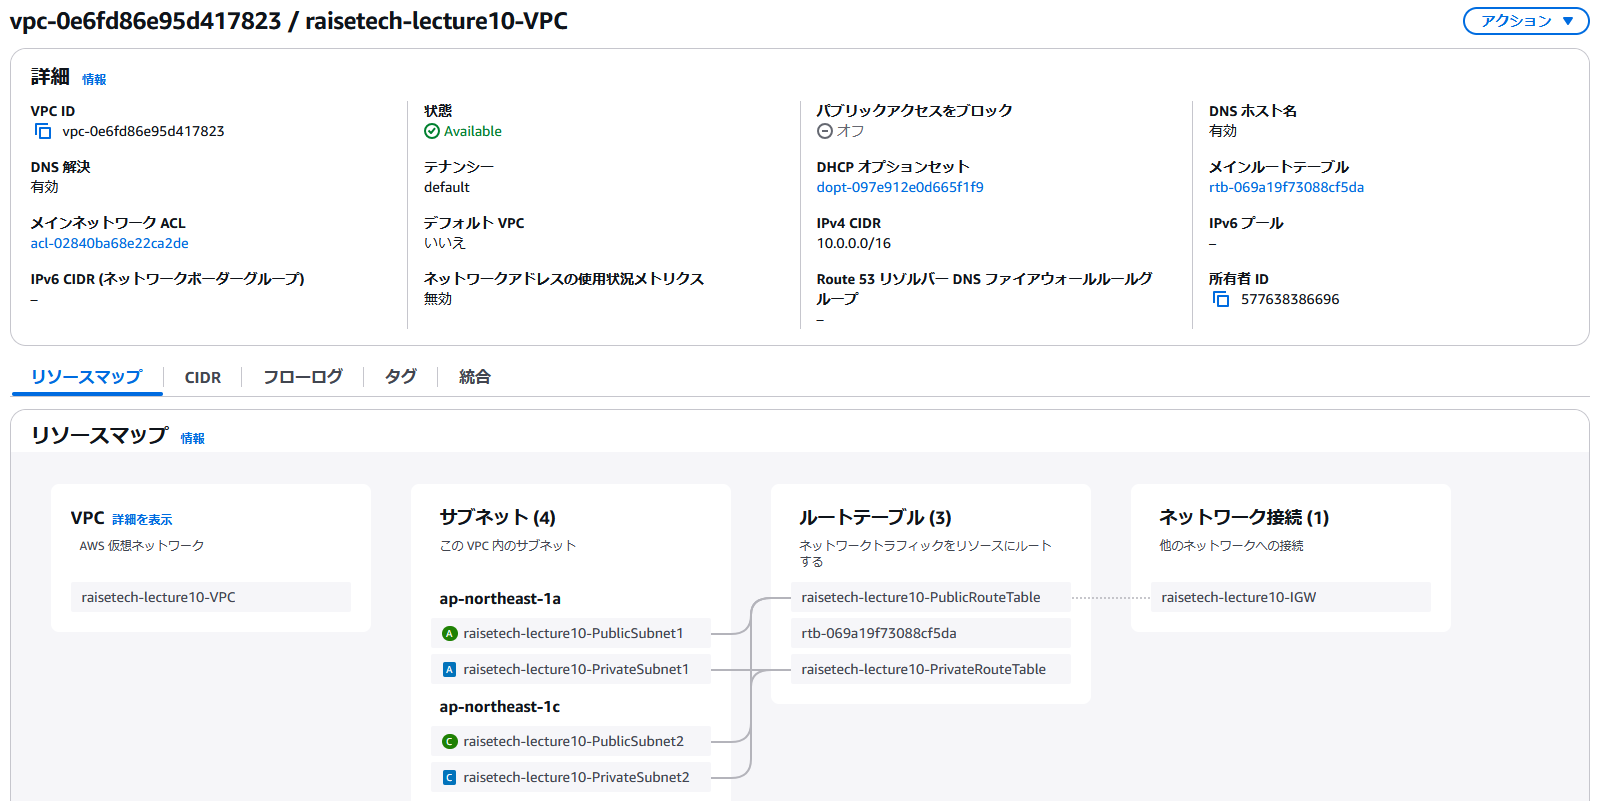 vpc-0e6fd86e95d417823 / raisetech-lecture10-VPC
アクション
詳細 情報
VPC ID
vpc-0e6fd86e95d417823
状態
Available
パブリックアクセスをブロック
オフ
DNS ホスト名
有効
DNS 解決
有効
テナンシー
default
DHCP オプションセット
dopt-097e912e0d665f1f9
メインルートテーブル
rtb-069a19f73088cf5da
メインネットワーク ACL
acl-02840ba68e22ca2de
デフォルト VPC
いいえ
IPv4 CIDR
10.0.0.0/16
IPv6 プール
–
IPv6 CIDR (ネットワークボーダーグループ)
–
ネットワークアドレスの使用状況メトリクス
無効
Route 53 リゾルバー DNS ファイアウォールルールグ
ループ
–
所有者 ID
577638386696
リソースマップ
CIDR
フローログ
タグ
統合
リソースマップ 情報
VPC 詳細を表示
AWS 仮想ネットワーク
raisetech-lecture10-VPC
サブネット (4)
この VPC 内のサブネット
ap-northeast-1a
A raisetech-lecture10-PublicSubnet1
A raisetech-lecture10-PrivateSubnet1
ap-northeast-1c
C raisetech-lecture10-PublicSubnet2
C raisetech-lecture10-PrivateSubnet2
ルートテーブル (3)
ネットワークトラフィックをリソースにルート
する
raisetech-lecture10-PublicRouteTable
rtb-069a19f73088cf5da
raisetech-lecture10-PrivateRouteTable
ネットワーク接続 (1)
他のネットワークへの接続
raisetech-lecture10-IGW